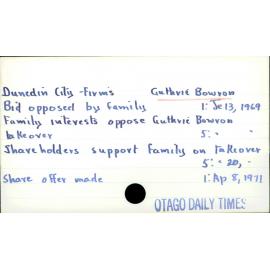 Dunedin City - Firms Guthrie Bowron
Bid opposed by family 1: Je 13, 1969
Family interests oppose Guthrie Bowron
takeover 5: " "
Shareholders support family on takeover
5: " 20, "
Share offer made 1: Ap 8, 1971
OTAGO DAILY TIMES